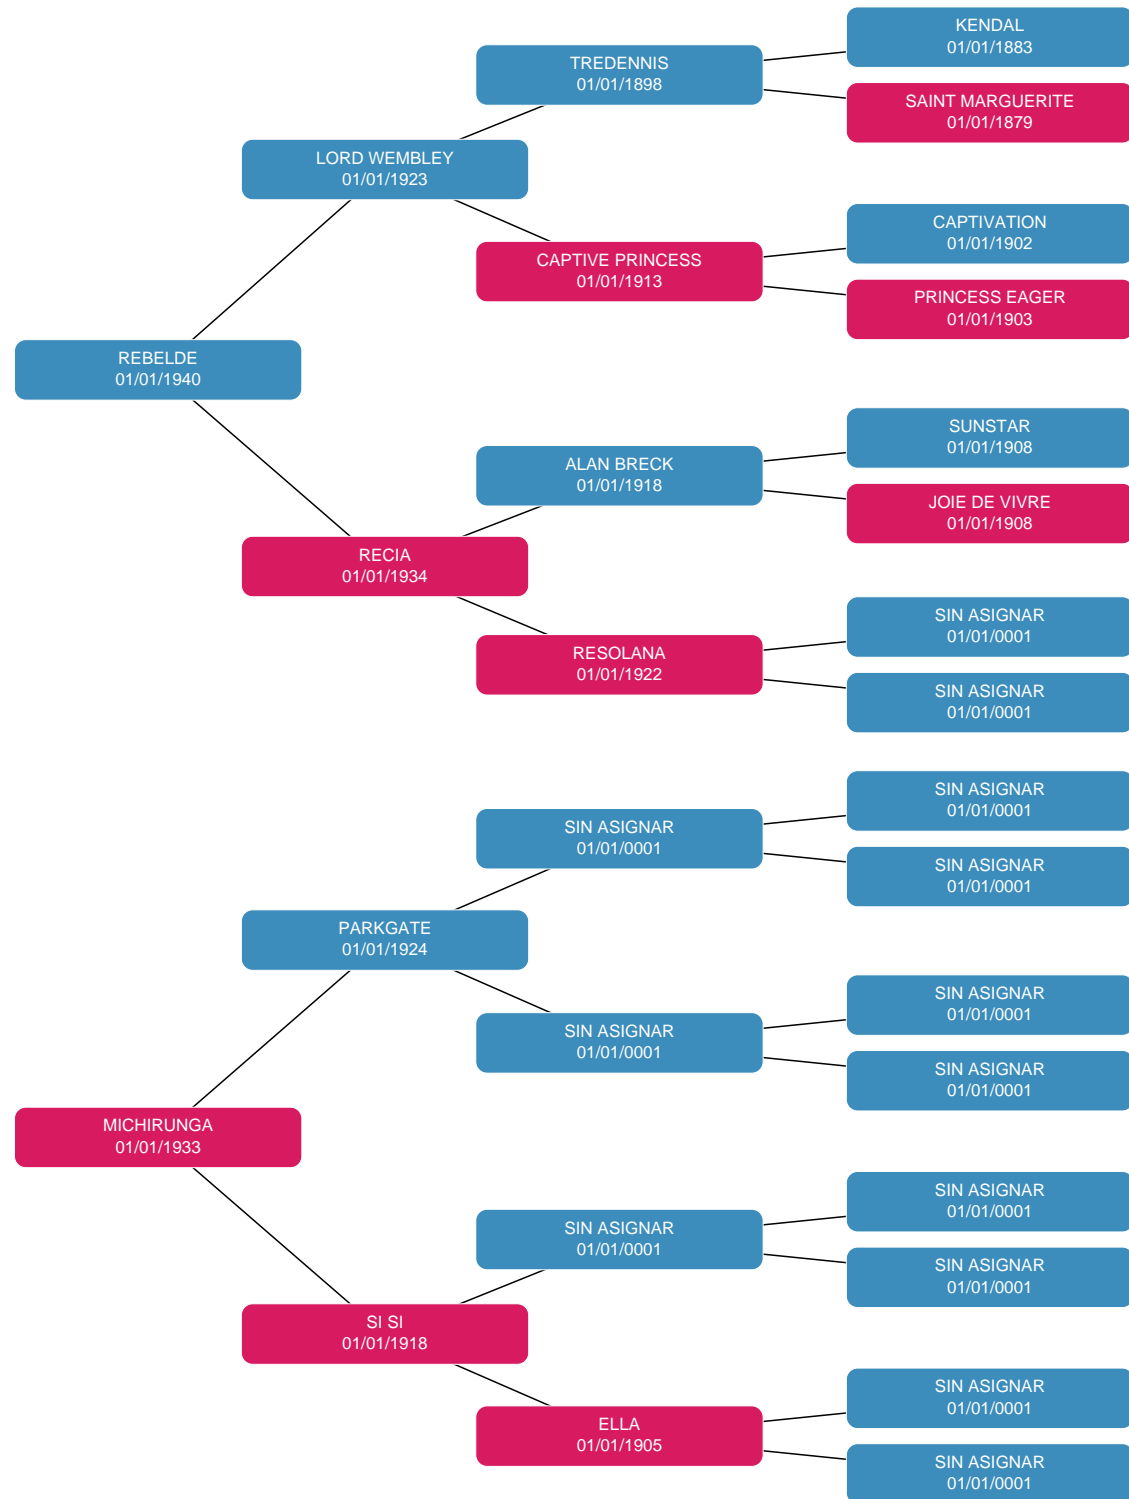 KENDAL
01/01/1883
TREDENNIS
01/01/1898
SAINT MARGUERITE
01/01/1879
LORD WEMBLEY
01/01/1923
CAPTIVATION
01/01/1902
CAPTIVE PRINCESS
01/01/1913
PRINCESS EAGER
01/01/1903
REBELDE
01/01/1940
SUNSTAR
01/01/1908
ALAN BRECK
01/01/1918
JOIE DE VIVRE
01/01/1908
RECIA
01/01/1934
SIN ASIGNAR
01/01/0001
RESOLANA
01/01/1922
SIN ASIGNAR
01/01/0001
SIN ASIGNAR
01/01/0001
SIN ASIGNAR
01/01/0001
SIN ASIGNAR
01/01/0001
PARKGATE
01/01/1924
SIN ASIGNAR
01/01/0001
SIN ASIGNAR
01/01/0001
SIN ASIGNAR
01/01/0001
MICHIRUNGA
01/01/1933
SIN ASIGNAR
01/01/0001
SIN ASIGNAR
01/01/0001
SIN ASIGNAR
01/01/0001
SI SI
01/01/1918
SIN ASIGNAR
01/01/0001
ELLA
01/01/1905
SIN ASIGNAR
01/01/0001